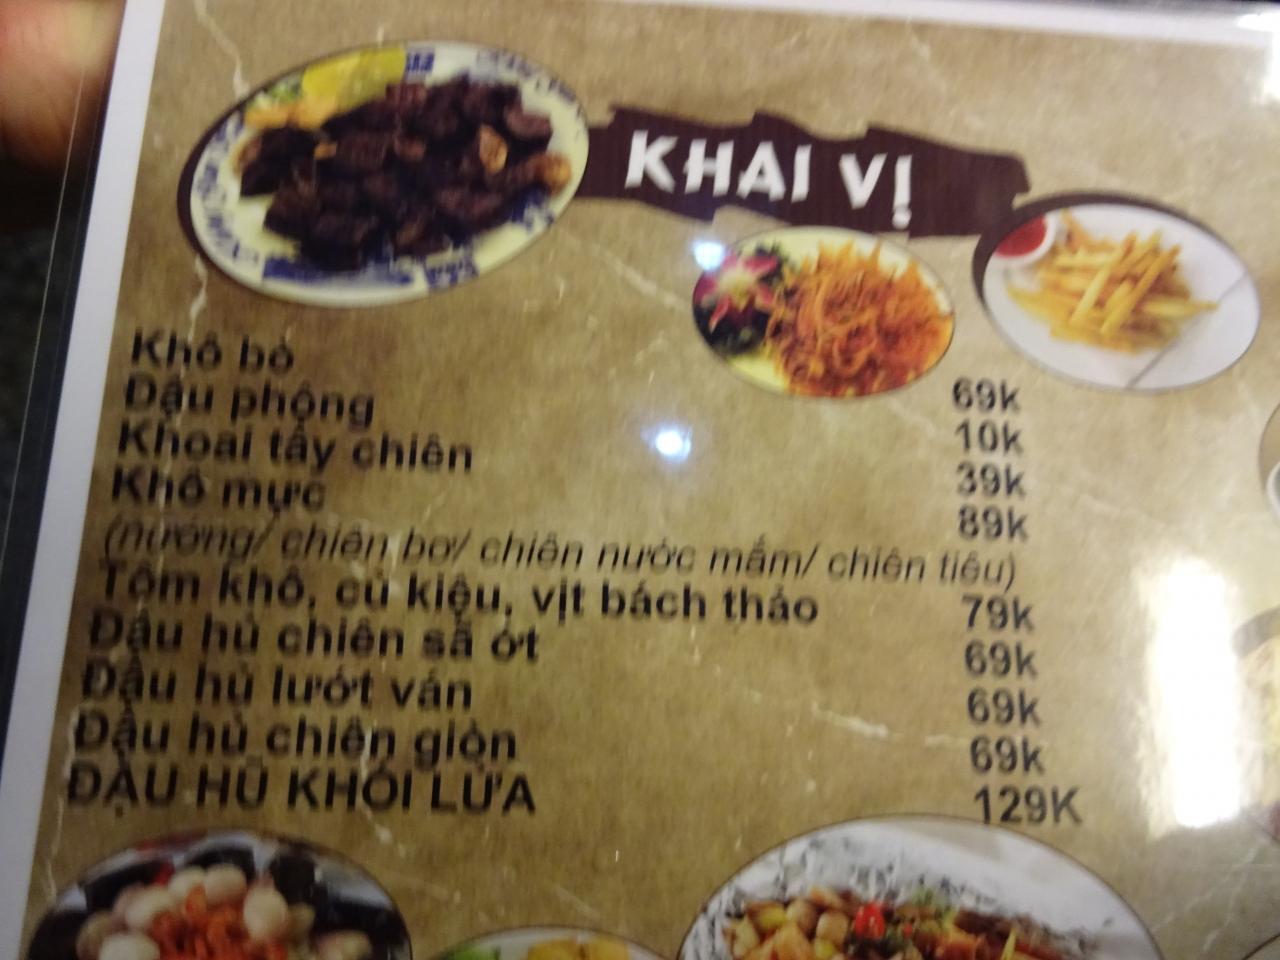 KHAI VỊ
Khô bò 69k
Đậu phộng 10k
Khoai tây chiên 39k
Khô mực 89k
(nướng/ chiên bơ/ chiên nước mắm/ chiên tiêu)
Tôm khô, củ kiệu, vịt bách thảo 79k
Đậu hủ chiên sả ớt 69k
Đậu hủ lướt ván 69k
Đậu hủ chiên giòn 69k
ĐẬU HŨ KHÓI LỬA 129K